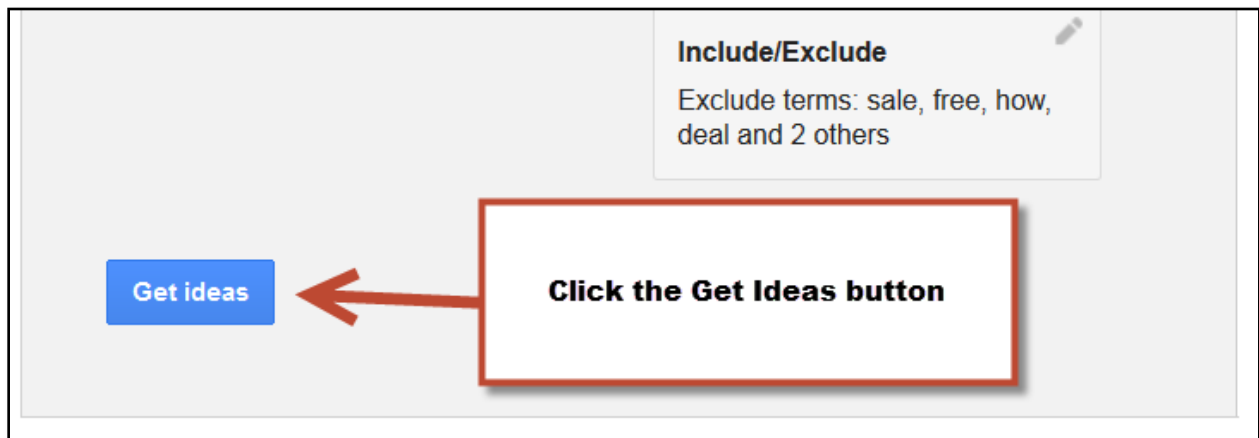 Include/Exclude
Exclude terms: sale, free, how,
deal and 2 others
Get ideas
Click the Get Ideas button